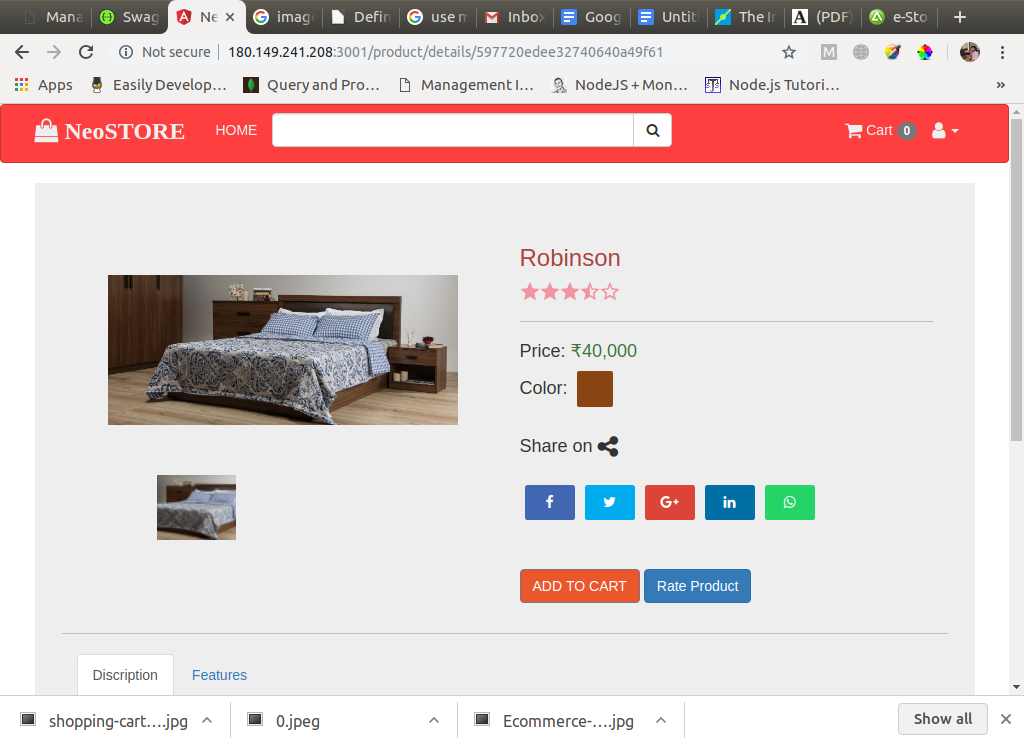 Mana Swag Ne imag Defin use m Inbox Goog Untit The In (PDF) e-Sto
Not secure 180.149.241.208:3001/product/details/597720edee32740640a49f61
Apps Easily Develop... Query and Pro... Management I... NodeJS + Mon... Node.js Tutori... »
NeoSTORE HOME Cart 0
Robinson
Price: ₹40,000
Color:
Share on
f G+ in
ADD TO CART Rate Product
Discription Features
shopping-cart....jpg 0.jpeg Ecommerce-....jpg Show all